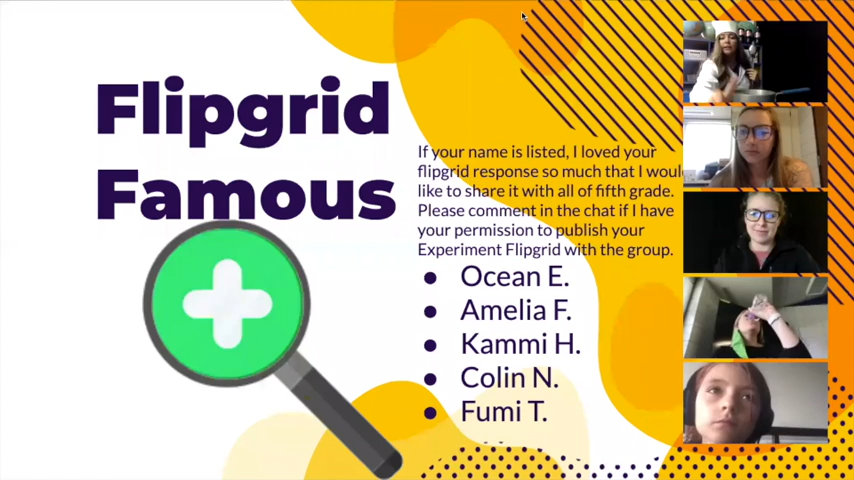 Flipgrid
Famous
If your name is listed, I loved your
flipgrid response so much that I woul
like to share it with all of fifth grade.
Please comment in the chat if I have
your permission to publish your
Experiment Flipgrid with the group.
Ocean E.
Amelia F.
Kammi H.
Colin N.
Fumi T.